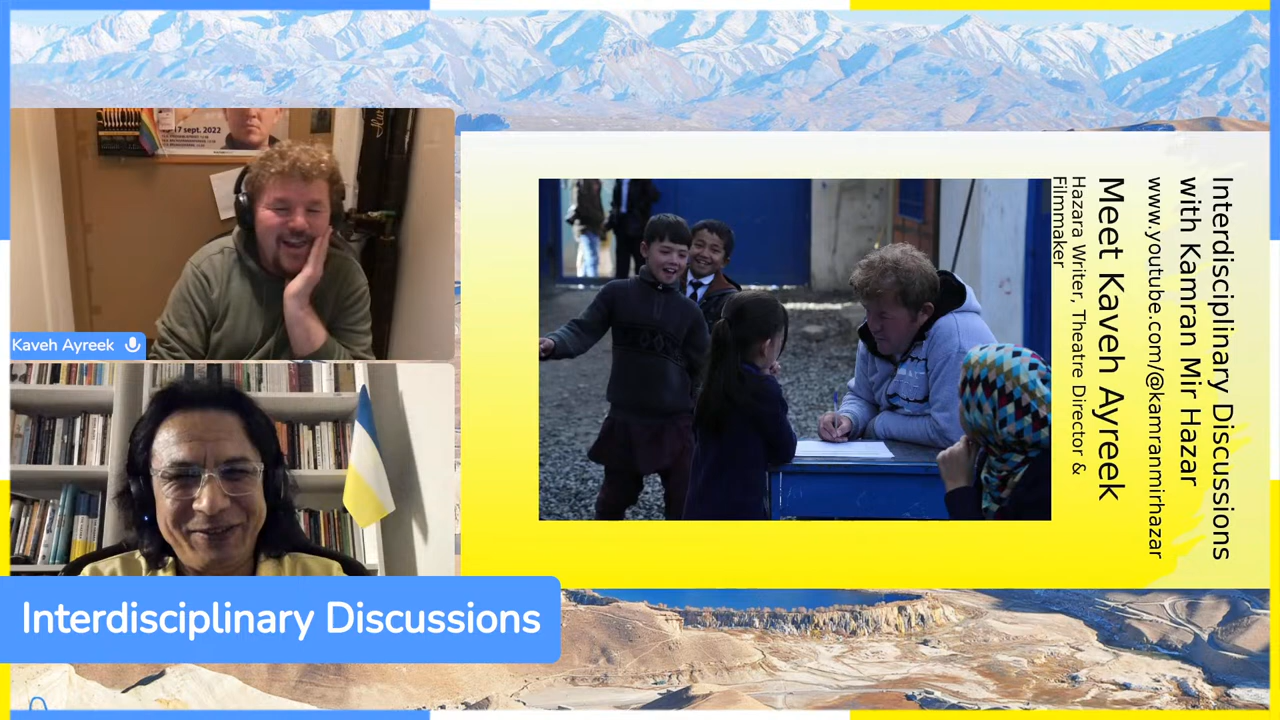 17 sept. 2022
Kaveh Ayreek
Interdisciplinary Discussions
Interdisciplinary Discussions
with Kamran Mir Hazar
www.youtube.com/@kamranmirhazar
Meet Kaveh Ayreek
Hazara Writer, Theatre Director &
Filmmaker